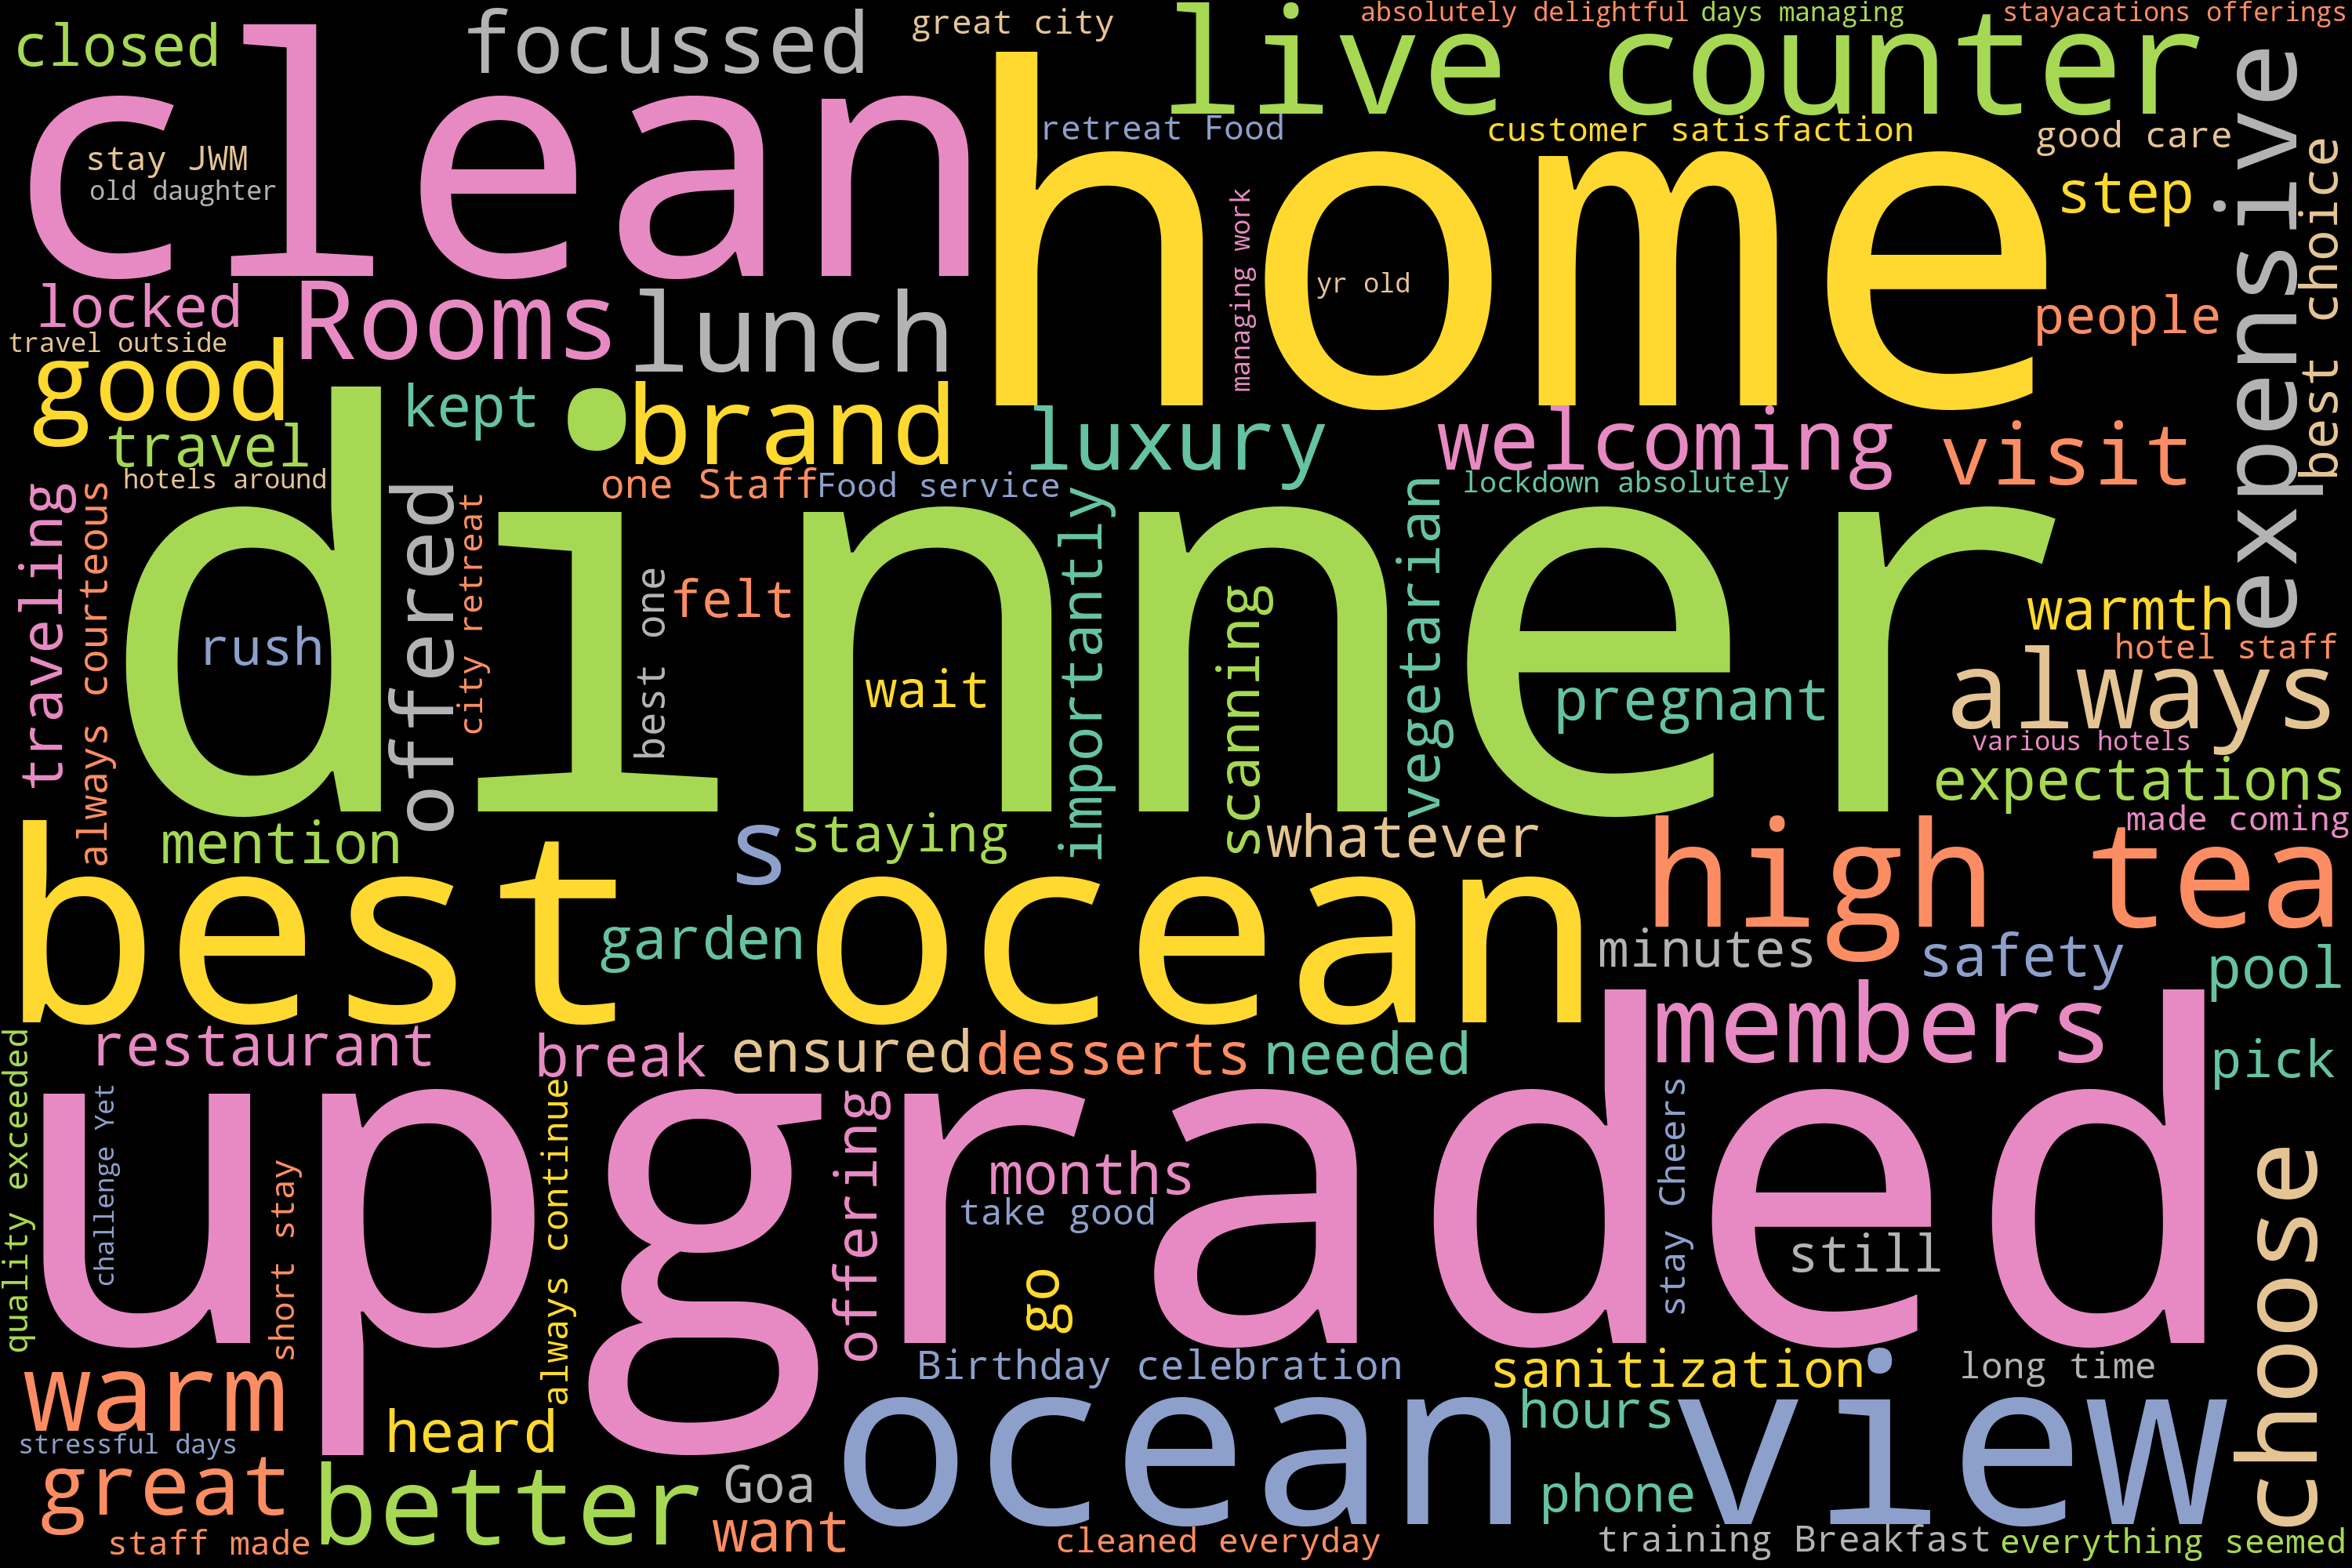 closed
focussed
great city
live counter
absolutely delightful
days managing
stayacations offerings
clean
stay JWM
old daughter
home
retreat Food
customer satisfaction
good care
step
expensive
best choice
managing work
yr old
people
locked
Rooms
lunch
travel outside
good
kept
brand
luxury
welcoming
visit
travel
hotels around
one Staff
Food service
lockdown absolutely
traveling
always courteous
dinner
offered
city retreat
best one
felt
importantly
scanning
vegetarian
rush
wait
pregnant
warmth
hotel staff
always
various hotels
expectations
made coming
mention
s
staying
whatever
high tea
best ocean
garden
minutes
safety
pool
members
restaurant
break
ensured
desserts
needed
pick
quality exceeded
challenge Yet
short stay
always continue
upgraded
offering
months
take good
go
stay Cheers
still
choose
warm
heard
Birthday celebration
sanitization
long time
stressful days
hours
ocean view
great
better
Goa
phone
want
staff made
cleaned everyday
training Breakfast
everything seemed